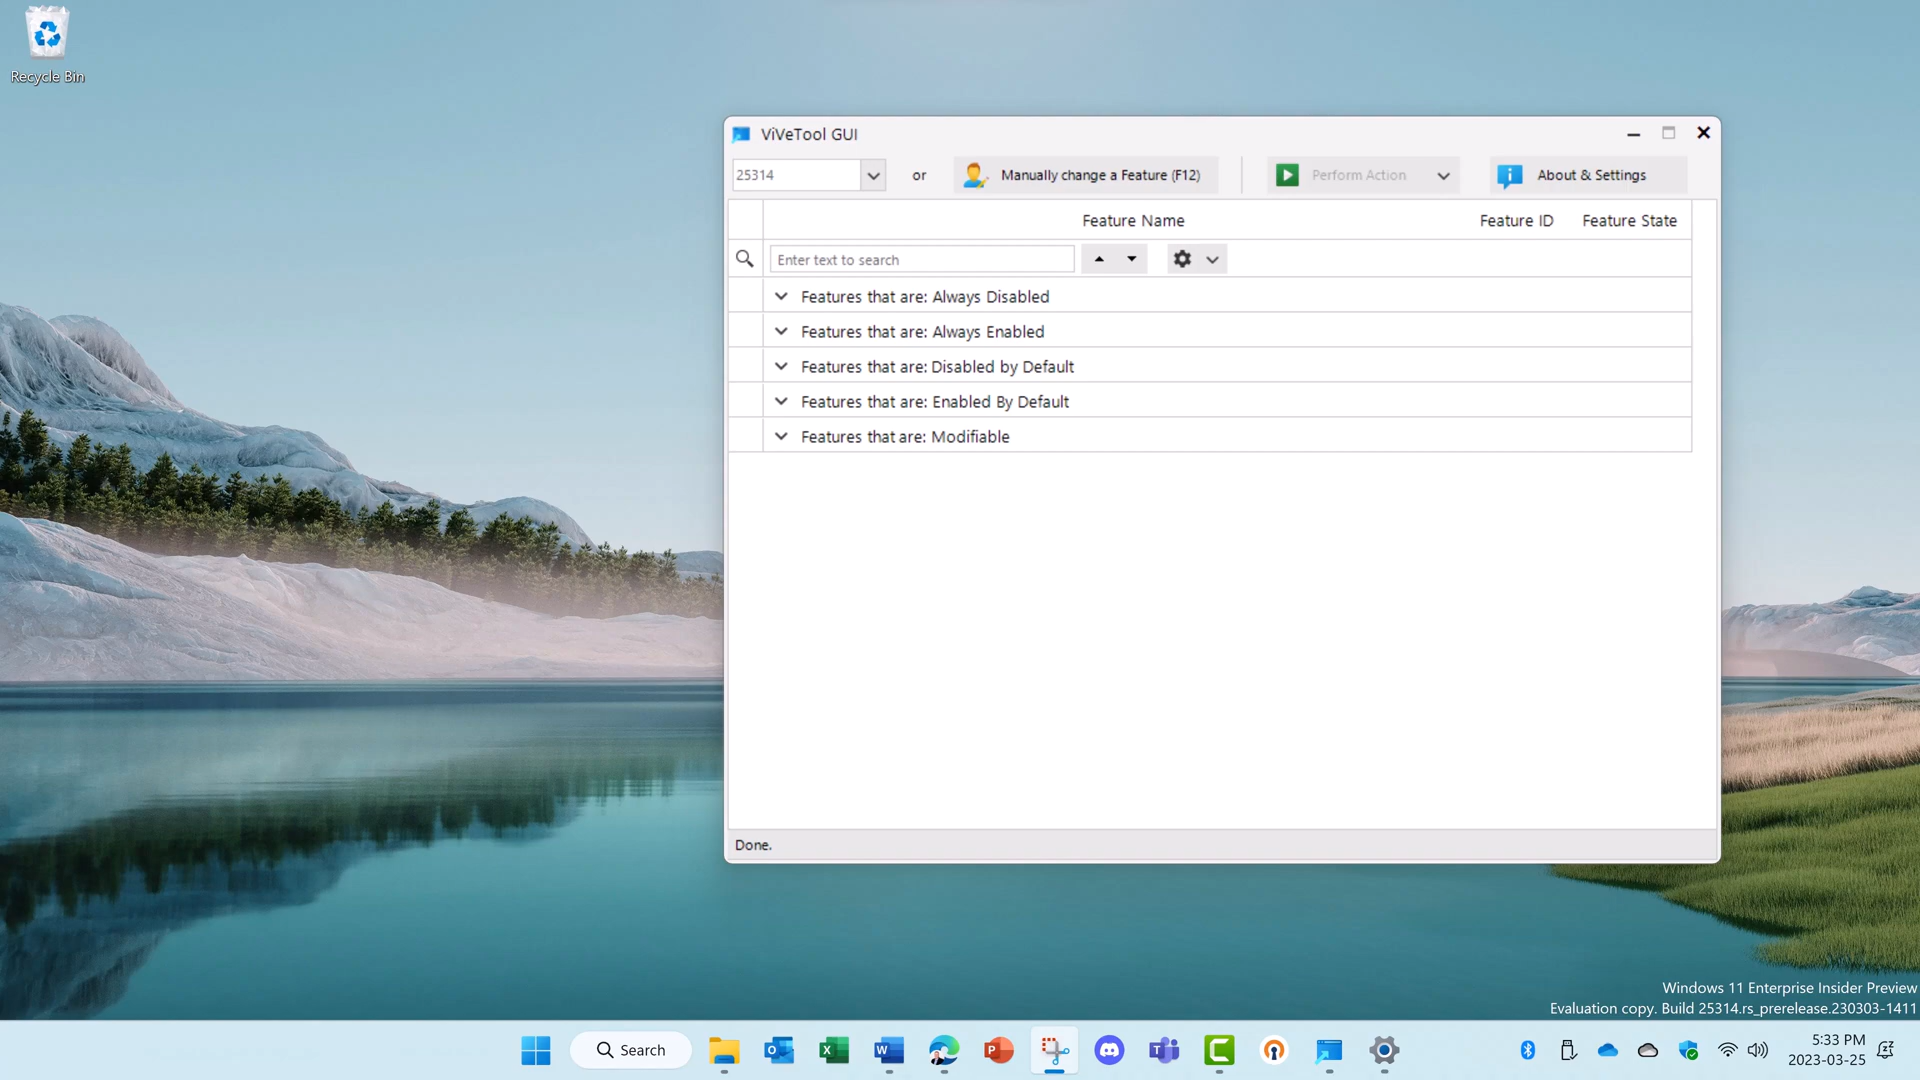 Recycle Bin
ViVeTool GUI
25314
or
Manually change a Feature (F12)
Perform Action
About & Settings
Feature Name
Feature ID
Feature State
Enter text to search
Features that are: Always Disabled
Features that are: Always Enabled
Features that are: Disabled by Default
Features that are: Enabled By Default
Features that are: Modifiable
Done.
Windows 11 Enterprise Insider Preview
Evaluation copy. Build 25314.rs_prerelease.230303-1411
Search
5:33 PM
2023-03-25